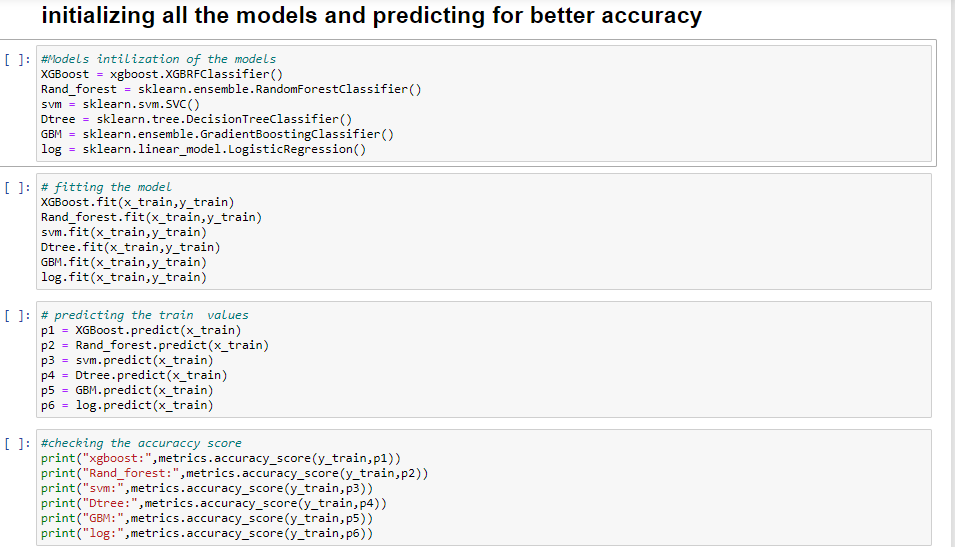 initializing all the models and predicting for better accuracy
[ ]: #Models intilization of the models
XGBoost = xgboost.XGBRFClassifier()
Rand_forest = sklearn.ensemble.RandomForestClassifier()
svm = sklearn.svm.SVC()
Dtree = sklearn.tree.DecisionTreeClassifier()
GBM = sklearn.ensemble.GradientBoostingClassifier()
log = sklearn.linear_model.LogisticRegression()
[ ]: # fitting the model
XGBoost.fit(x_train,y_train)
Rand_forest.fit(x_train,y_train)
svm.fit(x_train,y_train)
Dtree.fit(x_train,y_train)
GBM.fit(x_train,y_train)
log.fit(x_train,y_train)
[ ]: # predicting the train  values
p1 = XGBoost.predict(x_train)
p2 = Rand_forest.predict(x_train)
p3 = svm.predict(x_train)
p4 = Dtree.predict(x_train)
p5 = GBM.predict(x_train)
p6 = log.predict(x_train)
[ ]: #checking the accuraccy score
print("xgboost:",metrics.accuracy_score(y_train,p1))
print("Rand_forest:",metrics.accuracy_score(y_train,p2))
print("svm:",metrics.accuracy_score(y_train,p3))
print("Dtree:",metrics.accuracy_score(y_train,p4))
print("GBM:",metrics.accuracy_score(y_train,p5))
print("log:",metrics.accuracy_score(y_train,p6))